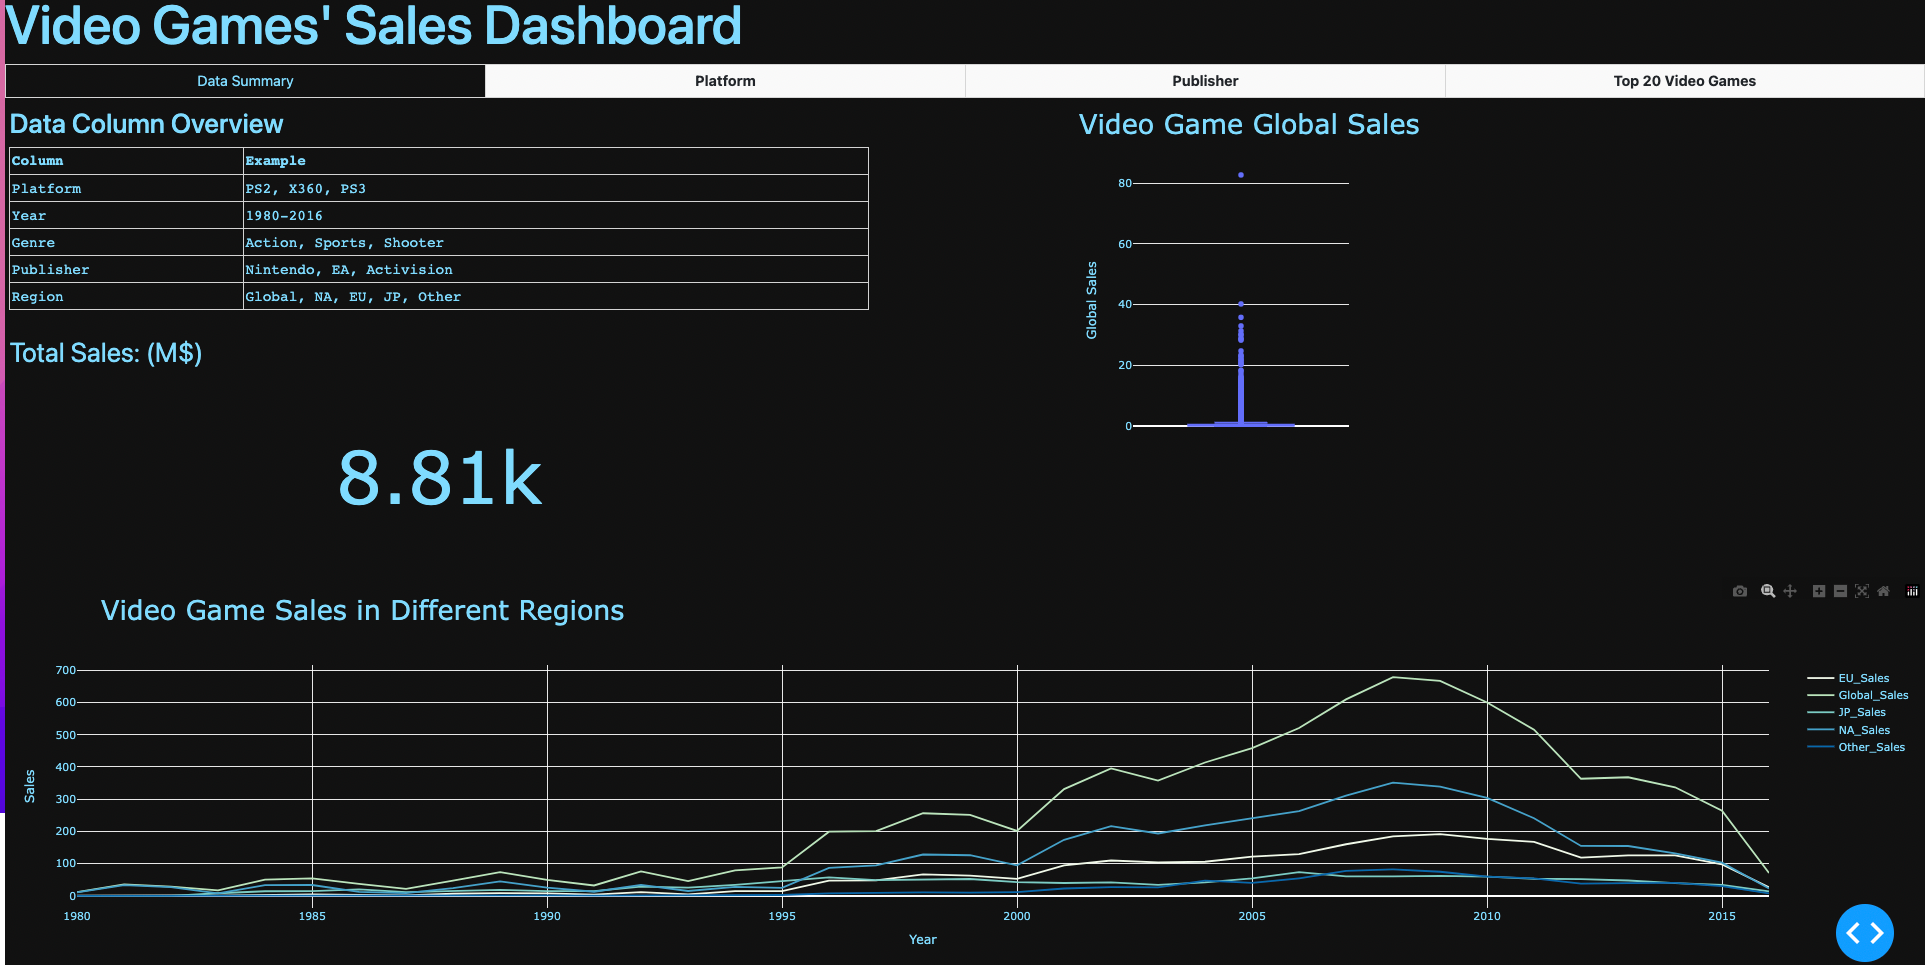 Video Games' Sales Dashboard
Data Summary
Platform
Publisher
Top 20 Video Games
Data Column Overview
Column Example
Platform PS2, X360, PS3
Year 1980-2016
Genre Action, Sports, Shooter
Publisher Nintendo, EA, Activision
Region Global, NA, EU, JP, Other
Total Sales: (M$)
8.81k
Video Game Global Sales
80
60
40
20
0
Global Sales
Video Game Sales in Different Regions
700
600
500
400
300
200
100
0
Sales
1980 1985 1990 1995 2000 2005 2010 2015
Year
EU_Sales
Global_Sales
JP_Sales
NA_Sales
Other_Sales